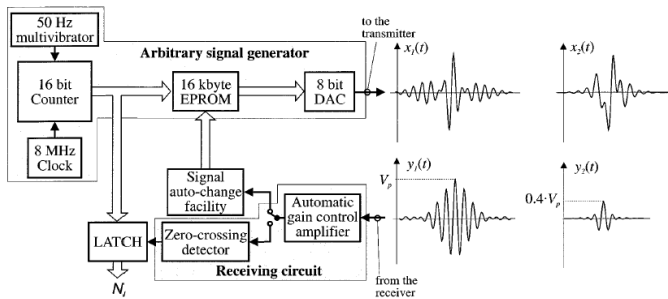 50 Hz
multivibrator
Arbitrary signal generator
to the
transmitter
16 bit
Counter
16 kbyte
EPROM
8 bit
DAC
8 MHz
Clock
x₁(t)
x₂(t)
Signal
auto-change
facility
Automatic
gain control
amplifier
LATCH
Zero-crossing
detector
Receiving circuit
Nᵢ
from the
receiver
y₁(t)
Vₚ
y₂(t)
0.4·Vₚ